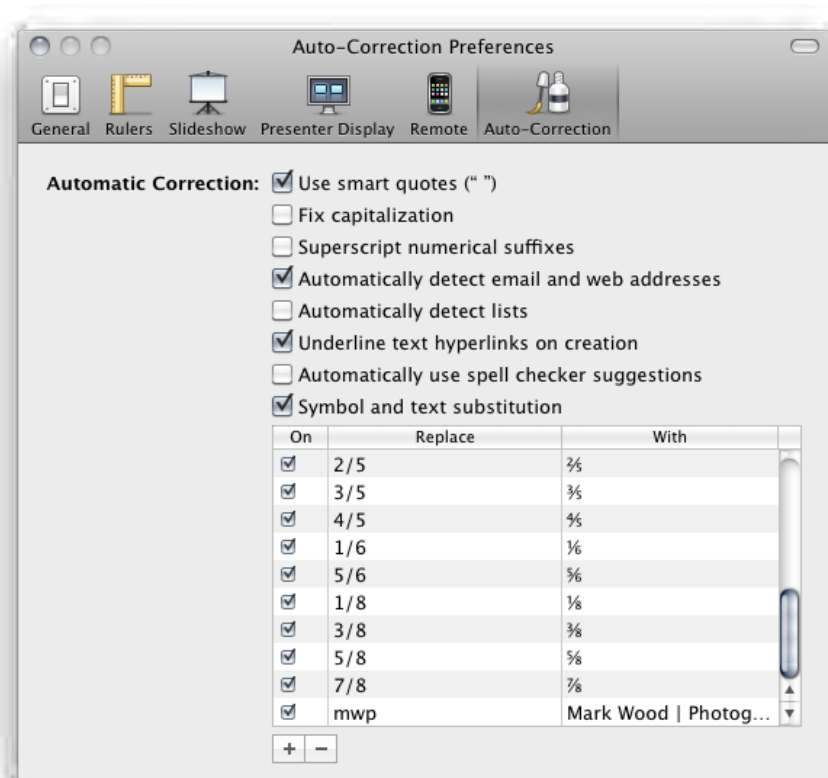 Auto-Correction Preferences
General Rulers Slideshow Presenter Display Remote Auto-Correction
Automatic Correction: Use smart quotes (“ ”)
Fix capitalization
Superscript numerical suffixes
Automatically detect email and web addresses
Automatically detect lists
Underline text hyperlinks on creation
Automatically use spell checker suggestions
Symbol and text substitution
On Replace With
2/5 ⅖
3/5 ⅗
4/5 ⅘
1/6 ⅙
5/6 ⅚
1/8 ⅛
3/8 ⅜
5/8 ⅝
7/8 ⅞
mwp Mark Wood | Photog...
+ −